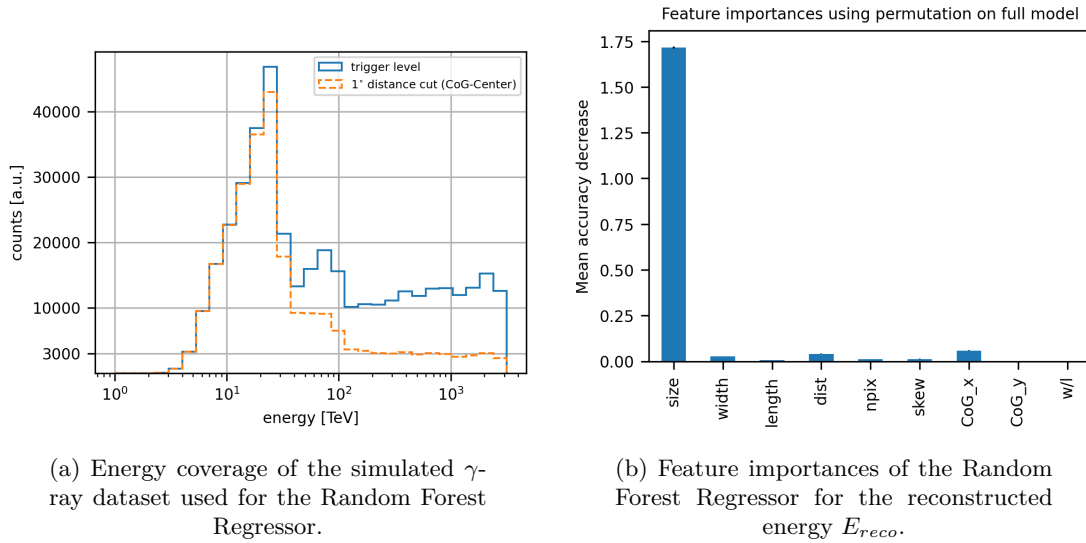 Feature importances using permutation on full model
trigger level
1° distance cut (CoG-Center)
counts [a.u.]
40000
30000
20000
10000
3000
10⁰
10¹
10²
10³
energy [TeV]
Mean accuracy decrease
1.75
1.50
1.25
1.00
0.75
0.50
0.25
0.00
size
width
length
dist
npix
skew
CoG_x
CoG_y
w/l
(a) Energy coverage of the simulated γ-
ray dataset used for the Random Forest
Regressor.
(b) Feature importances of the Random
Forest Regressor for the reconstructed
energy E_reco.